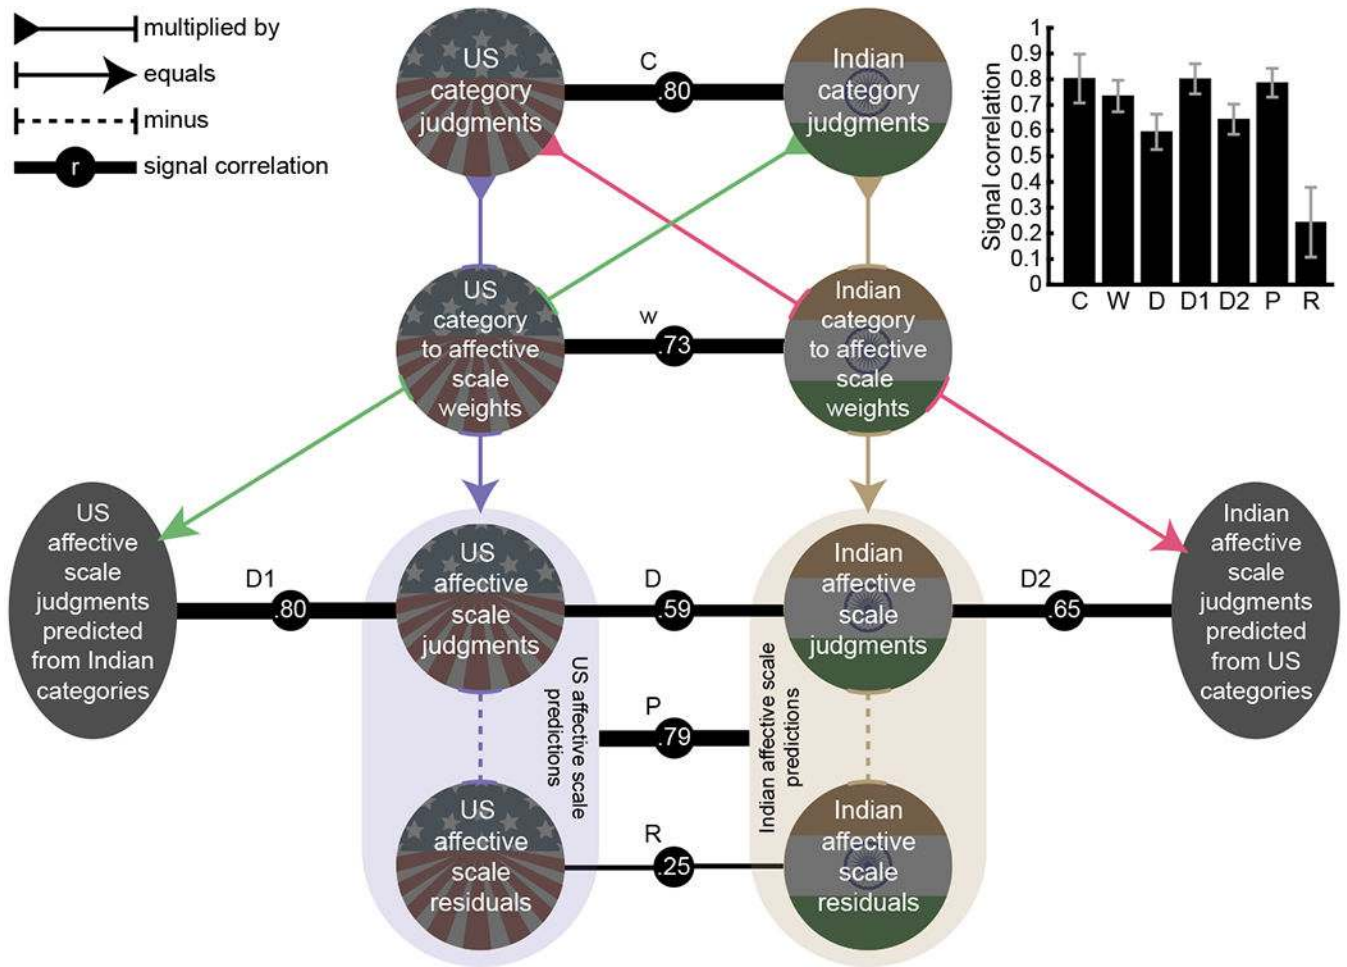 multiplied by
equals
minus
r
signal correlation
US
category
judgments
C
.80
Indian
category
judgments
Signal correlation
1
0.9
0.8
0.7
0.6
0.5
0.4
0.3
0.2
0.1
0
C W D D1 D2 P R
US
category
to affective
scale
weights
w
.73
Indian
category
to affective
scale
weights
US
affective
scale
judgments
predicted
from Indian
categories
D1
.80
US
affective
scale
judgments
D
.59
Indian
affective
scale
judgments
D2
.65
Indian
affective
scale
judgments
predicted
from US
categories
US affective scale
predictions
P
.79
Indian affective scale
predictions
US
affective
scale
residuals
R
.25
Indian
affective
scale
residuals